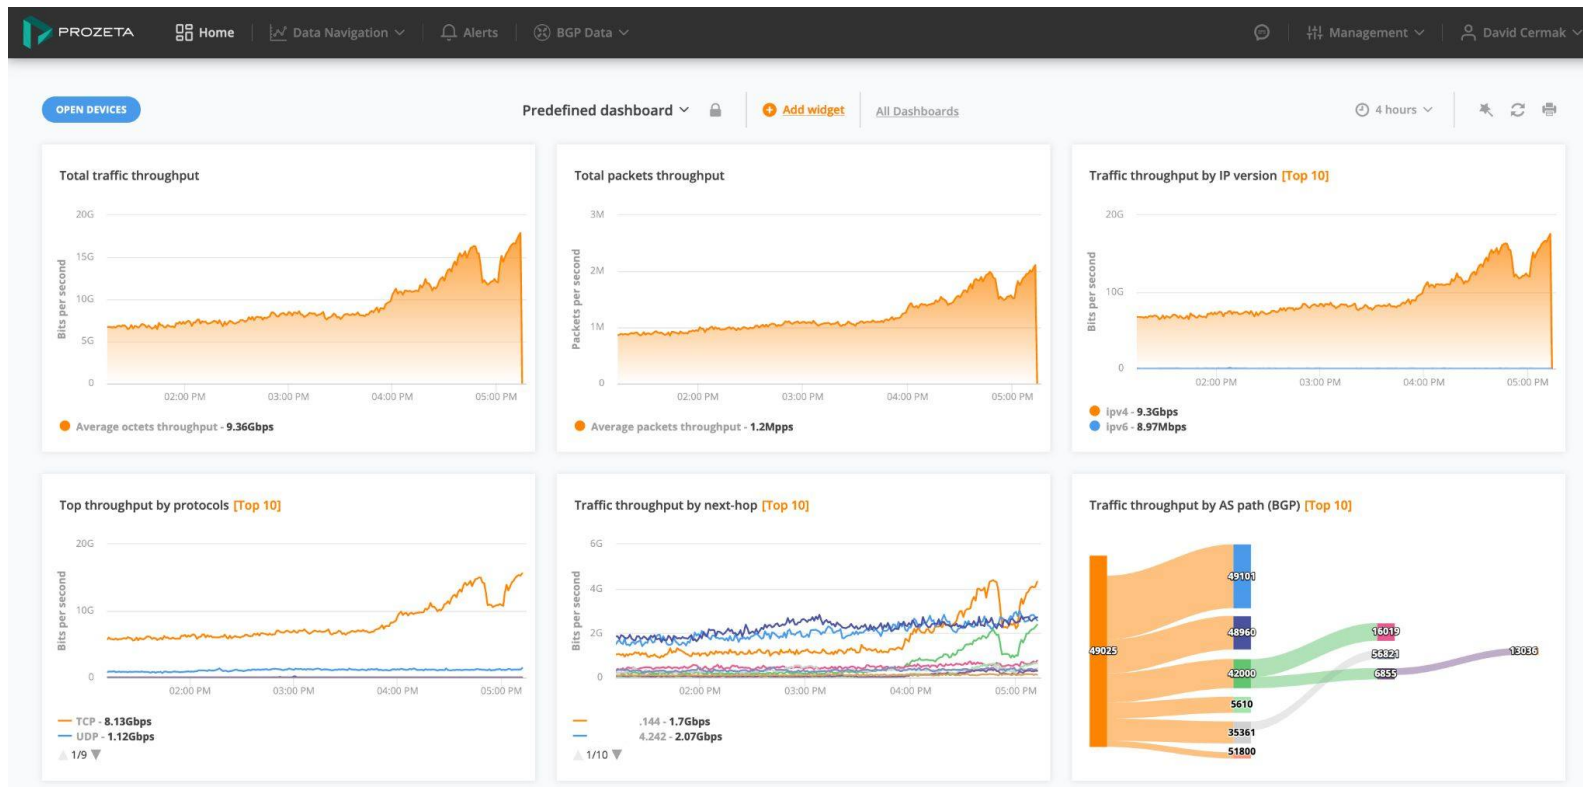 PROZETA Home Data Navigation Alerts BGP Data Management David Cermak
OPEN DEVICES Predefined dashboard Add widget All Dashboards 4 hours
Total traffic throughput
20G
15G
10G
5G
0
Bits per second
02:00 PM 03:00 PM 04:00 PM 05:00 PM
Average octets throughput - 9.36Gbps
Total packets throughput
3M
2M
1M
0
Packets per second
02:00 PM 03:00 PM 04:00 PM 05:00 PM
Average packets throughput - 1.2Mpps
Traffic throughput by IP version [Top 10]
20G
10G
0
Bits per second
02:00 PM 03:00 PM 04:00 PM 05:00 PM
ipv4 - 9.3Gbps
ipv6 - 8.97Mbps
Top throughput by protocols [Top 10]
20G
10G
0
Bits per second
02:00 PM 03:00 PM 04:00 PM 05:00 PM
TCP - 8.13Gbps
UDP - 1.12Gbps
1/9
Traffic throughput by next-hop [Top 10]
6G
4G
2G
0
Bits per second
02:00 PM 03:00 PM 04:00 PM 05:00 PM
.144 - 1.7Gbps
4.242 - 2.07Gbps
1/10
Traffic throughput by AS path (BGP) [Top 10]
49101
48960 16019
49025 56821 13036
42000 6855
5610
35361
51800